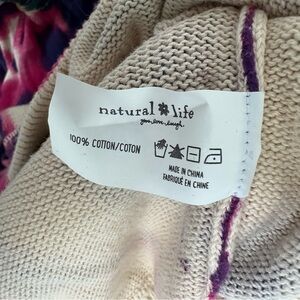 natural life
give. love. laugh.
100% COTTON/COTON
MADE IN CHINA
FABRIQUÉ EN CHINE